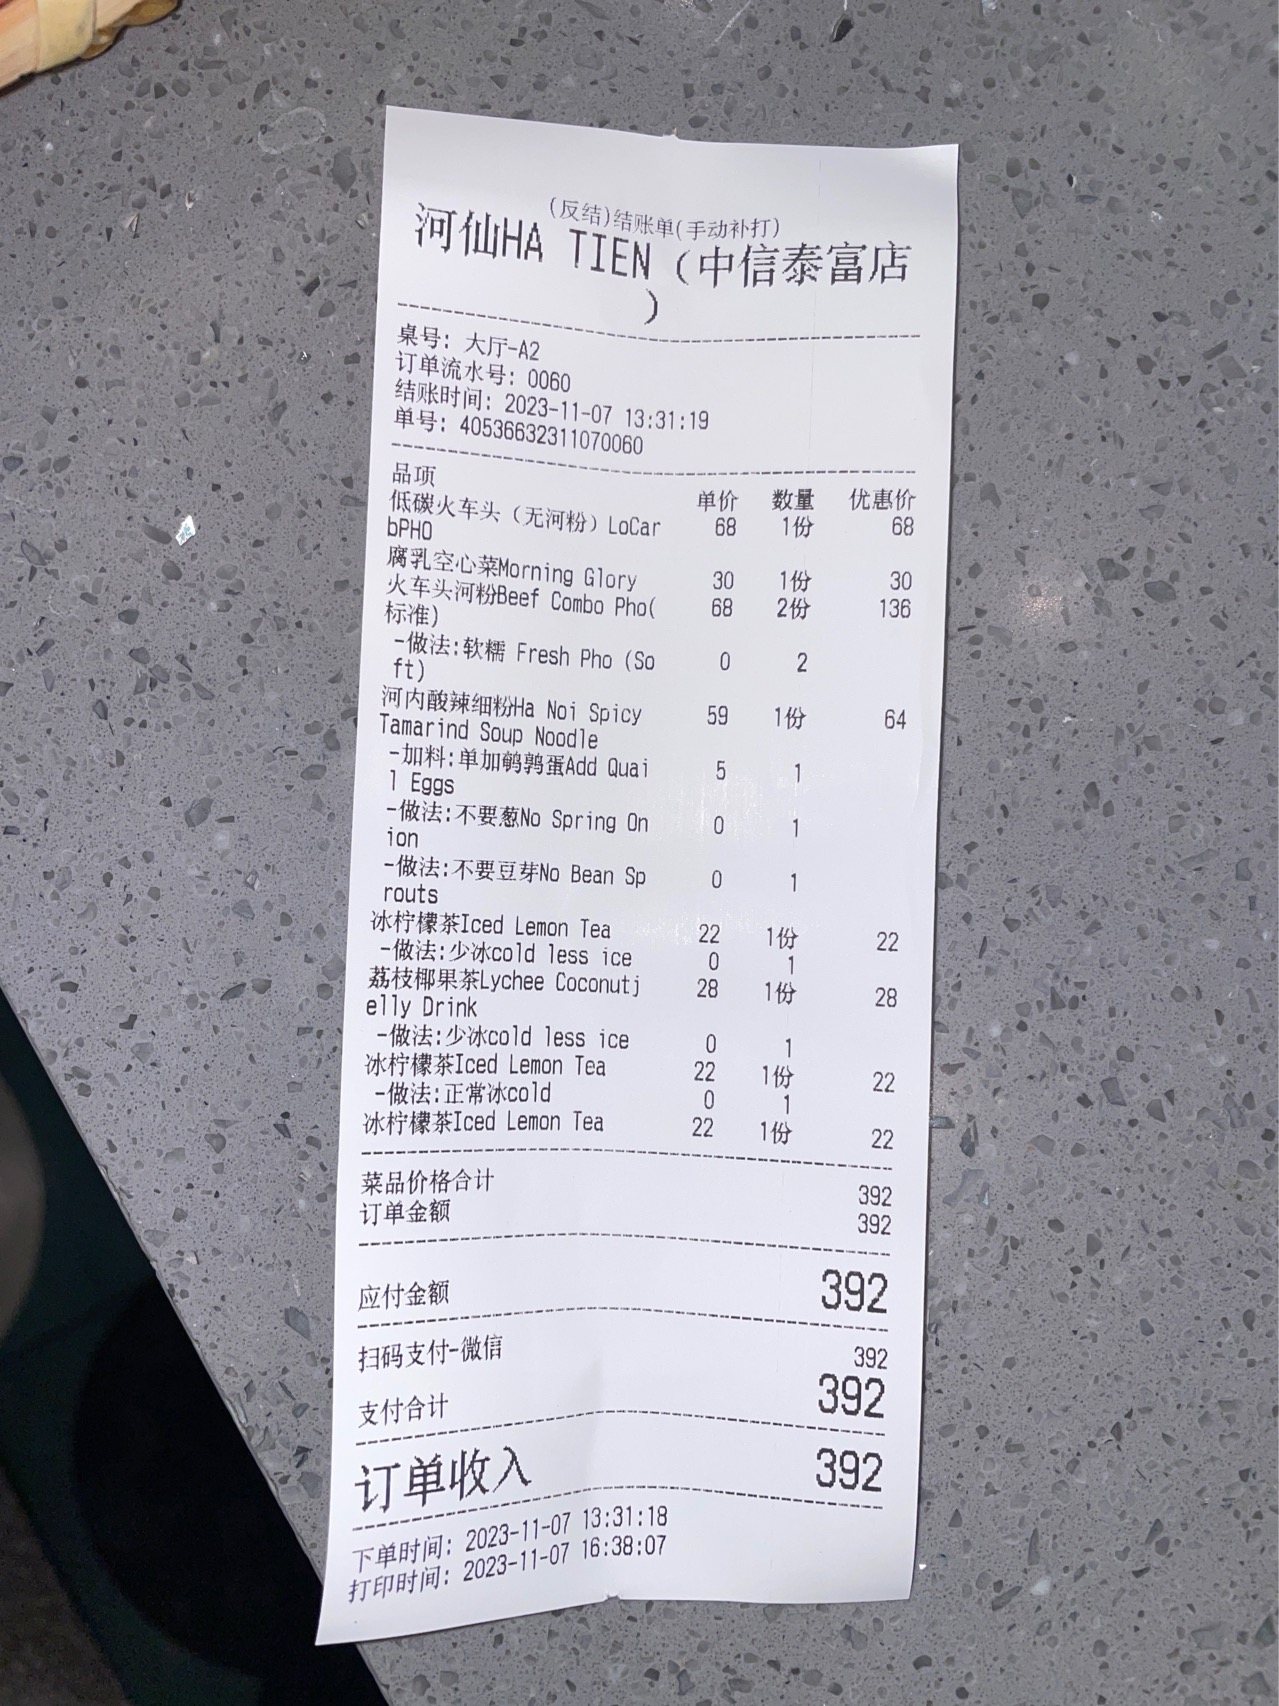 (反结)结账单(手动补打)
河仙HA TIEN（中信泰富店
）
桌号: 大厅-A2
订单流水号: 0060
结账时间: 2023-11-07 13:31:19
单号: 40536632311070060
品项 单价 数量 优惠价
低碳火车头（无河粉）LoCar 68 1份 68
bPHO
腐乳空心菜Morning Glory 30 1份 30
火车头河粉Beef Combo Pho( 68 2份 136
标准)
-做法:软糯 Fresh Pho (So 0 2
ft)
河内酸辣细粉Ha Noi Spicy 59 1份 64
Tamarind Soup Noodle
-加料:单加鹌鹑蛋Add Quai 5 1
l Eggs
-做法:不要葱No Spring On 0 1
ion
-做法:不要豆芽No Bean Sp 0 1
routs
冰柠檬茶Iced Lemon Tea 22 1份 22
-做法:少冰cold less ice 0 1
荔枝椰果茶Lychee Coconutj 28 1份 28
elly Drink
-做法:少冰cold less ice 0 1
冰柠檬茶Iced Lemon Tea 22 1份 22
-做法:正常冰cold 0 1
冰柠檬茶Iced Lemon Tea 22 1份 22
菜品价格合计 392
订单金额 392
应付金额 392
扫码支付-微信 392
支付合计 392
订单收入 392
下单时间: 2023-11-07 13:31:18
打印时间: 2023-11-07 16:38:07